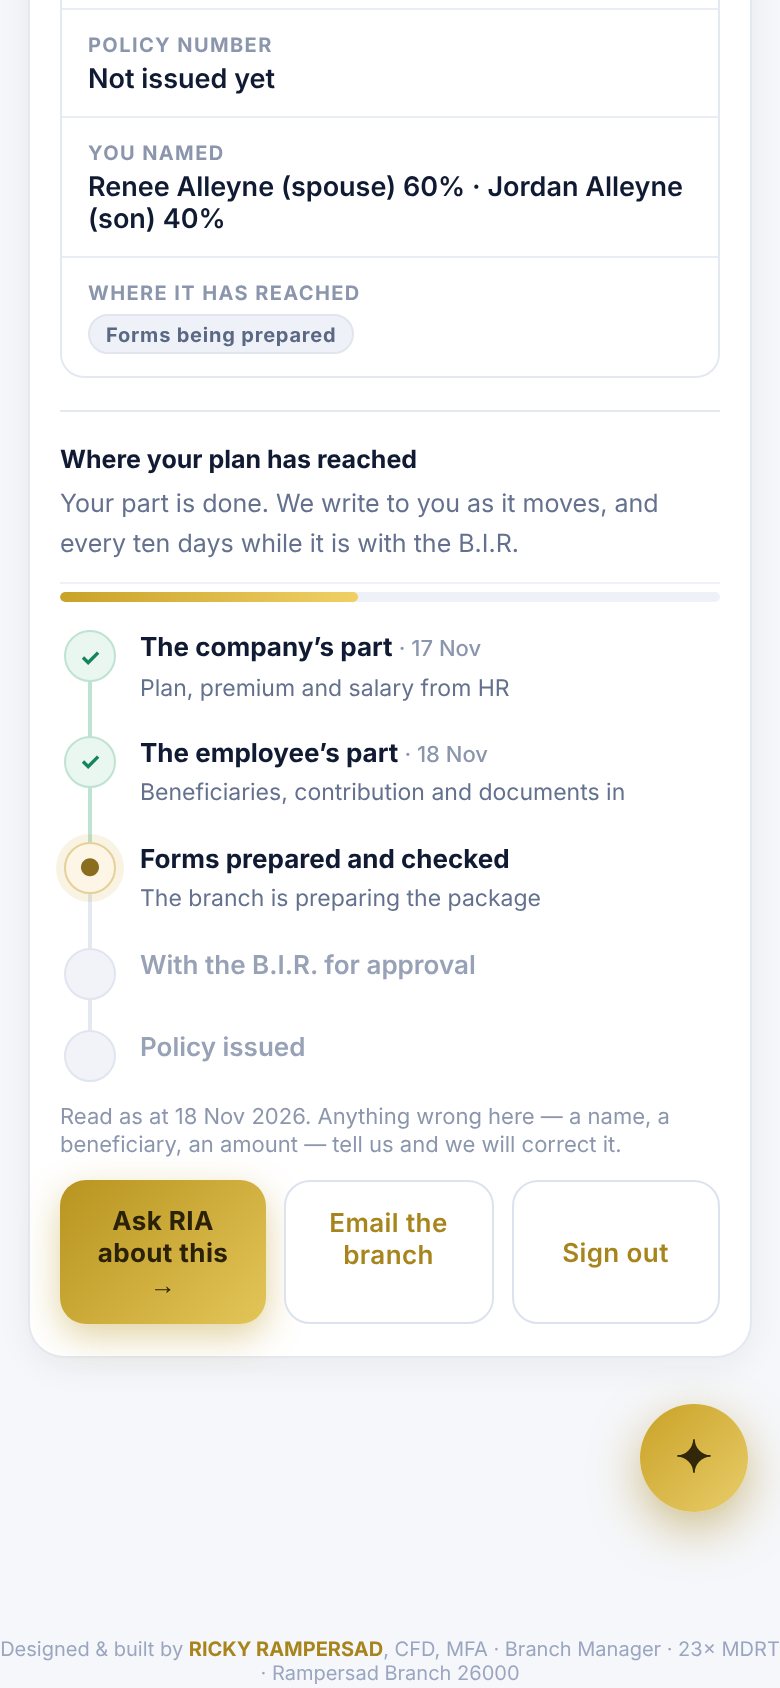 POLICY NUMBER
Not issued yet
YOU NAMED
Renee Alleyne (spouse) 60% · Jordan Alleyne
(son) 40%
WHERE IT HAS REACHED
Forms being prepared
Where your plan has reached
Your part is done. We write to you as it moves, and
every ten days while it is with the B.I.R.
The company’s part · 17 Nov
Plan, premium and salary from HR
The employee’s part · 18 Nov
Beneficiaries, contribution and documents in
Forms prepared and checked
The branch is preparing the package
With the B.I.R. for approval
Policy issued
Read as at 18 Nov 2026. Anything wrong here — a name, a
beneficiary, an amount — tell us and we will correct it.
Ask RIA
about this
→
Email the
branch
Sign out
Designed & built by RICKY RAMPERSAD, CFD, MFA · Branch Manager · 23× MDRT
· Rampersad Branch 26000